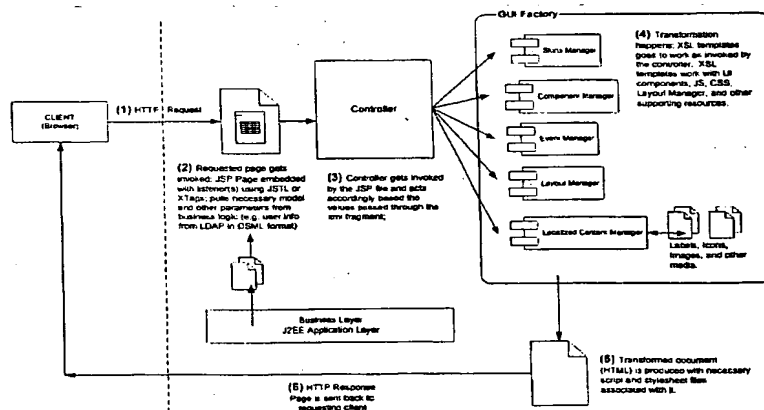 GUI Factory
Skins Manager
Component Manager
Event Manager
Layout Manager
Localized Content Manager
(4) Transformation
happens; XSL templates
goes to work as invoked by
the controller. XSL
templates work with UI
components, JS, CSS,
Layout Manager, and other
supporting resources.
Labels, Icons,
Images, and other
media.
CLIENT
(Browser)
(1) HTTP Request
Controller
(2) Requested page gets
invoked; JSP Page embedded
with listener(s) using JSTL or
XTags; pulls necessary model
and other parameters from
business logic (e.g. user info
from LDAP in DSML format)
(3) Controller gets invoked
by the JSP file and acts
accordingly based the
values passed through the
xml fragment;
Business Layer
J2EE Application Layer
(5) Transformed document
(HTML) is produced with necessary
script and stylesheet files
associated with it.
(6) HTTP Response
Page is sent back to
requesting client